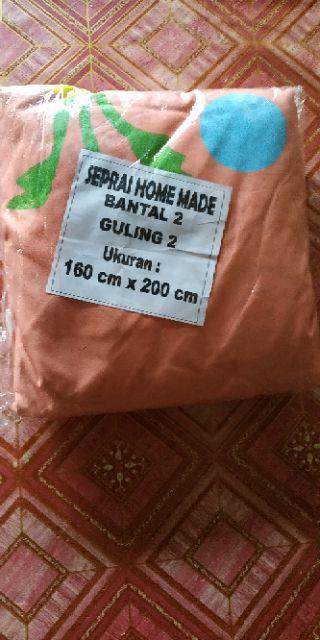 SEPRAI HOME MADE
BANTAL 2
GULING 2
Ukuran :
160 cm x 200 cm